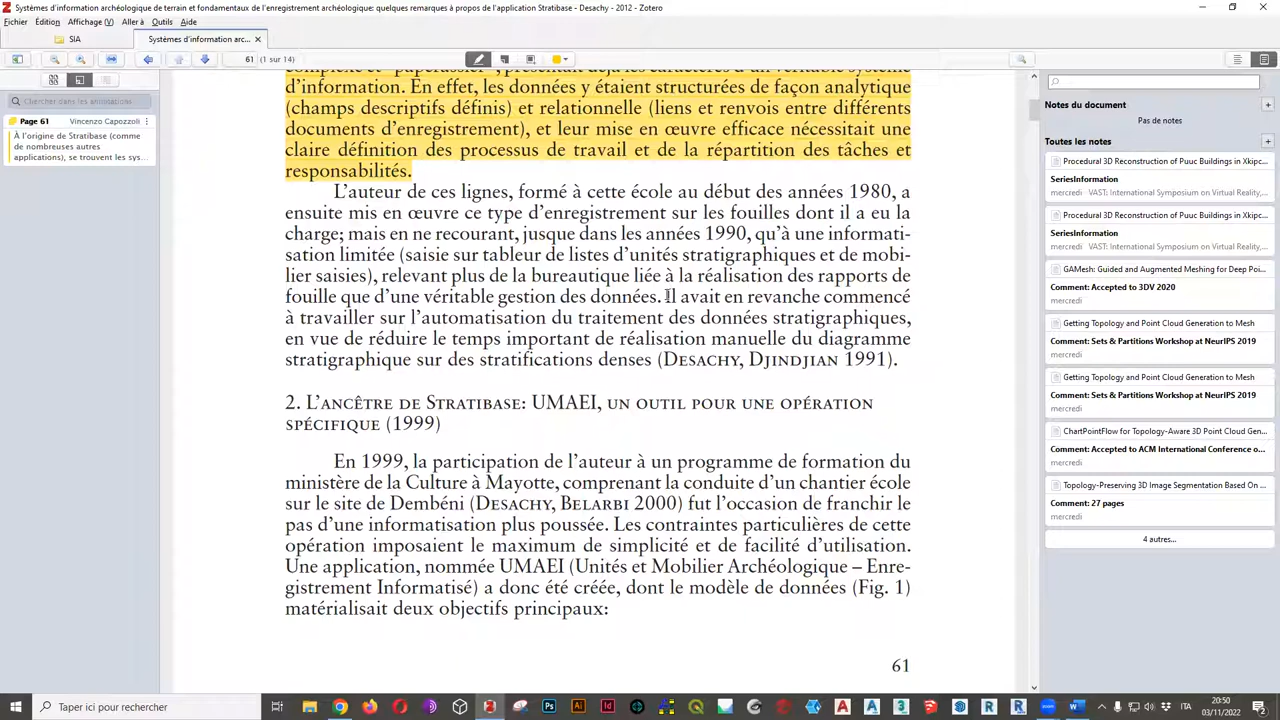 Systèmes d'information archéologique de terrain et fondamentaux de l'enregistrement archéologique: quelques remarques à propos de l'application Stratibase - Desachy - 2012 - Zotero
Fichier Édition Affichage (V) Aller à Outils Aide
SIA
Systèmes d'information arc...
61 (1 sur 14)
Chercher dans les annotations
Page 61 Vincenzo Capozzoli
À l'origine de Stratibase (comme
de nombreuses autres
applications), se trouvent les sys...
d'information. En effet, les données y étaient structurées de façon analytique
(champs descriptifs définis) et relationnelle (liens et renvois entre différents
documents d'enregistrement), et leur mise en œuvre efficace nécessitait une
claire définition des processus de travail et de la répartition des tâches et
responsabilités.
L'auteur de ces lignes, formé à cette école au début des années 1980, a
ensuite mis en œuvre ce type d'enregistrement sur les fouilles dont il a eu la
charge; mais en ne recourant, jusque dans les années 1990, qu'à une informati-
sation limitée (saisie sur tableur de listes d'unités stratigraphiques et de mobi-
lier saisies), relevant plus de la bureautique liée à la réalisation des rapports de
fouille que d'une véritable gestion des données. Il avait en revanche commencé
à travailler sur l'automatisation du traitement des données stratigraphiques,
en vue de réduire le temps important de réalisation manuelle du diagramme
stratigraphique sur des stratifications denses (Desachy, Djindjian 1991).
2. L'ancêtre de Stratibase: UMAEI, un outil pour une opération
spécifique (1999)
En 1999, la participation de l'auteur à un programme de formation du
ministère de la Culture à Mayotte, comprenant la conduite d'un chantier école
sur le site de Dembéni (Desachy, Belarbi 2000) fut l'occasion de franchir le
pas d'une informatisation plus poussée. Les contraintes particulières de cette
opération imposaient le maximum de simplicité et de facilité d'utilisation.
Une application, nommée UMAEI (Unités et Mobilier Archéologique – Enre-
gistrement Informatisé) a donc été créée, dont le modèle de données (Fig. 1)
matérialisait deux objectifs principaux:
61
Notes du document
Pas de notes
Toutes les notes
Procedural 3D Reconstruction of Puuc Buildings in Xkipc...
SeriesInformation
mercredi VAST: International Symposium on Virtual Reality,...
Procedural 3D Reconstruction of Puuc Buildings in Xkipc...
SeriesInformation
mercredi VAST: International Symposium on Virtual Reality,...
GAMesh: Guided and Augmented Meshing for Deep Poi...
Comment: Accepted to 3DV 2020
mercredi
Getting Topology and Point Cloud Generation to Mesh
Comment: Sets & Partitions Workshop at NeurIPS 2019
mercredi
Getting Topology and Point Cloud Generation to Mesh
Comment: Sets & Partitions Workshop at NeurIPS 2019
mercredi
ChartPointFlow for Topology-Aware 3D Point Cloud Gen...
Comment: Accepted to ACM International Conference o...
mercredi
Topology-Preserving 3D Image Segmentation Based On ...
Comment: 27 pages
mercredi
4 autres...
Taper ici pour rechercher
ITA
20:50
03/11/2022